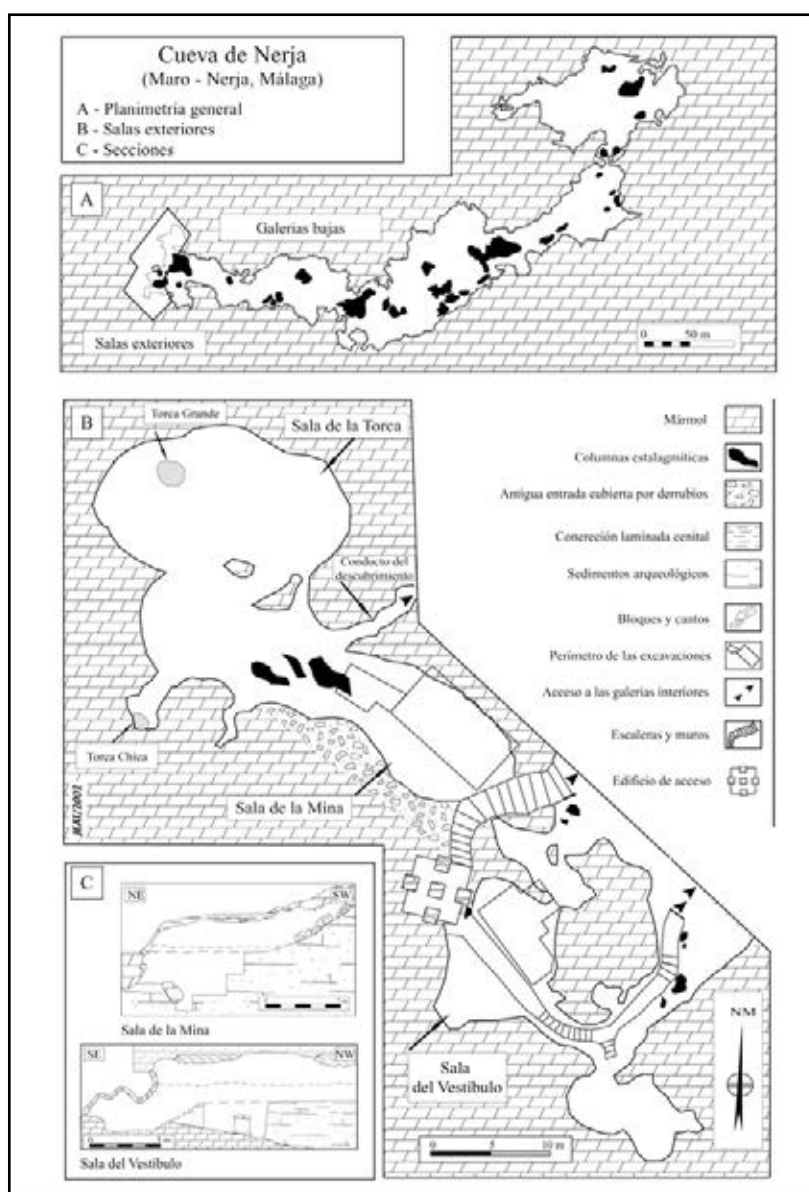 Cueva de Nerja
(Maro - Nerja, Málaga)
A - Planimetría general
B - Salas exteriores
C - Secciones
A
Galerias bajas
Salas exteriores
0 50 m
B
Torca Grande
Sala de la Torca
Conducto del
descubrimiento
Torca Chica
Sala de la Mina
JLSE/2002
Mármol
Columnas estalagmíticas
Antigua entrada cubierta por derrubios
Concreción laminada cenital
Sedimentos arqueológicos
Bloques y cantos
Perímetro de las excavaciones
Acceso a las galerías interiores
Escaleras y muros
Edificio de acceso
C
NE
SW
Sala de la Mina
SE
NW
Sala del Vestíbulo
Sala
del Vestíbulo
NM
0 5 10 m